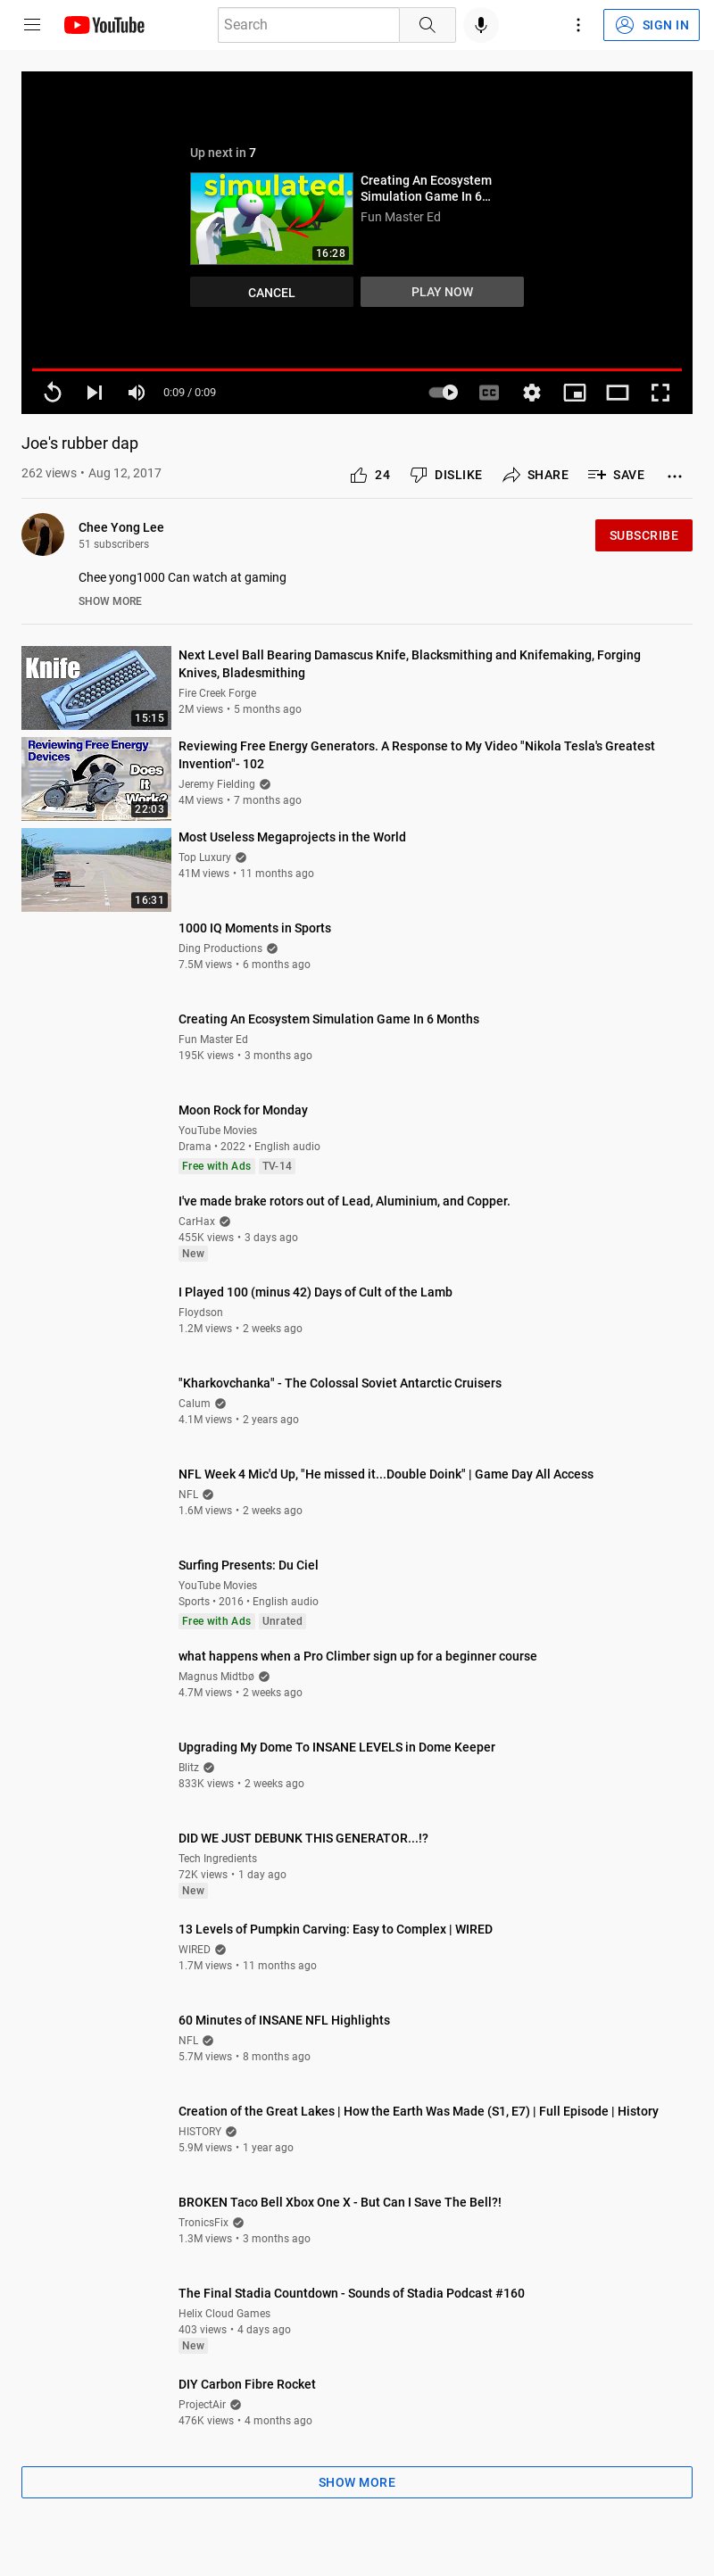 YouTube
Search
SIGN IN
Up next in 7
simulated.
16:28
Creating An Ecosystem
Simulation Game In 6...
Fun Master Ed
CANCEL
PLAY NOW
0:09 / 0:09
CC
Joe's rubber dap
262 views • Aug 12, 2017
24
DISLIKE
SHARE
SAVE
Chee Yong Lee
51 subscribers
SUBSCRIBE
Chee yong1000 Can watch at gaming
SHOW MORE
Knife
15:15
Next Level Ball Bearing Damascus Knife, Blacksmithing and Knifemaking, Forging
Knives, Bladesmithing
Fire Creek Forge
2M views • 5 months ago
Reviewing Free Energy
Devices
Does
It
Work?
22:03
Reviewing Free Energy Generators. A Response to My Video "Nikola Tesla's Greatest
Invention"- 102
Jeremy Fielding
4M views • 7 months ago
16:31
Most Useless Megaprojects in the World
Top Luxury
41M views • 11 months ago
1000 IQ Moments in Sports
Ding Productions
7.5M views • 6 months ago
Creating An Ecosystem Simulation Game In 6 Months
Fun Master Ed
195K views • 3 months ago
Moon Rock for Monday
YouTube Movies
Drama • 2022 • English audio
Free with Ads TV-14
I've made brake rotors out of Lead, Aluminium, and Copper.
CarHax
455K views • 3 days ago
New
I Played 100 (minus 42) Days of Cult of the Lamb
Floydson
1.2M views • 2 weeks ago
"Kharkovchanka" - The Colossal Soviet Antarctic Cruisers
Calum
4.1M views • 2 years ago
NFL Week 4 Mic'd Up, "He missed it...Double Doink" | Game Day All Access
NFL
1.6M views • 2 weeks ago
Surfing Presents: Du Ciel
YouTube Movies
Sports • 2016 • English audio
Free with Ads Unrated
what happens when a Pro Climber sign up for a beginner course
Magnus Midtbø
4.7M views • 2 weeks ago
Upgrading My Dome To INSANE LEVELS in Dome Keeper
Blitz
833K views • 2 weeks ago
DID WE JUST DEBUNK THIS GENERATOR...!?
Tech Ingredients
72K views • 1 day ago
New
13 Levels of Pumpkin Carving: Easy to Complex | WIRED
WIRED
1.7M views • 11 months ago
60 Minutes of INSANE NFL Highlights
NFL
5.7M views • 8 months ago
Creation of the Great Lakes | How the Earth Was Made (S1, E7) | Full Episode | History
HISTORY
5.9M views • 1 year ago
BROKEN Taco Bell Xbox One X - But Can I Save The Bell?!
TronicsFix
1.3M views • 3 months ago
The Final Stadia Countdown - Sounds of Stadia Podcast #160
Helix Cloud Games
403 views • 4 days ago
New
DIY Carbon Fibre Rocket
ProjectAir
476K views • 4 months ago
SHOW MORE